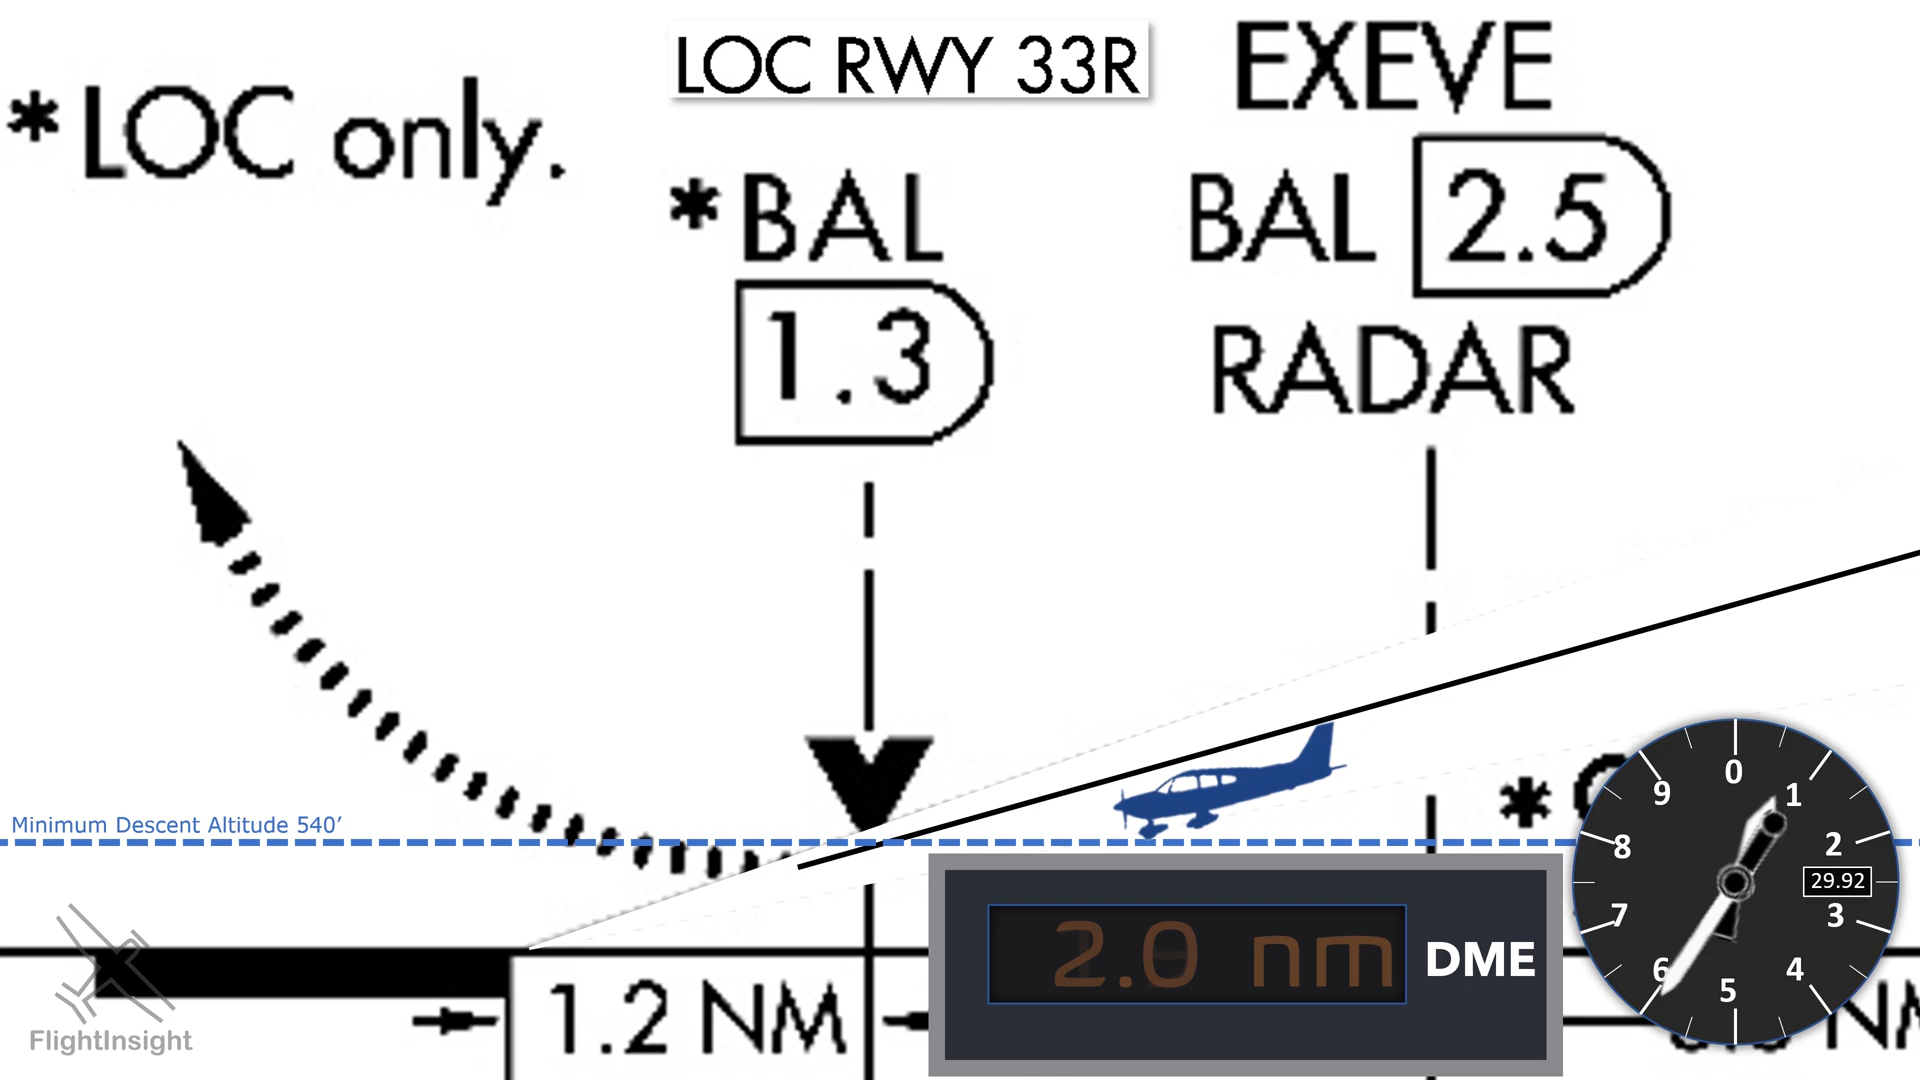 LOC RWY 33R
EXEVE
*LOC only.
*BAL
1.3
BAL 2.5
RADAR
Minimum Descent Altitude 540'
*
0
1
2
3
4
5
6
7
8
9
29.92
2.0 nm
DME
1.2 NM
NM
FlightInsight